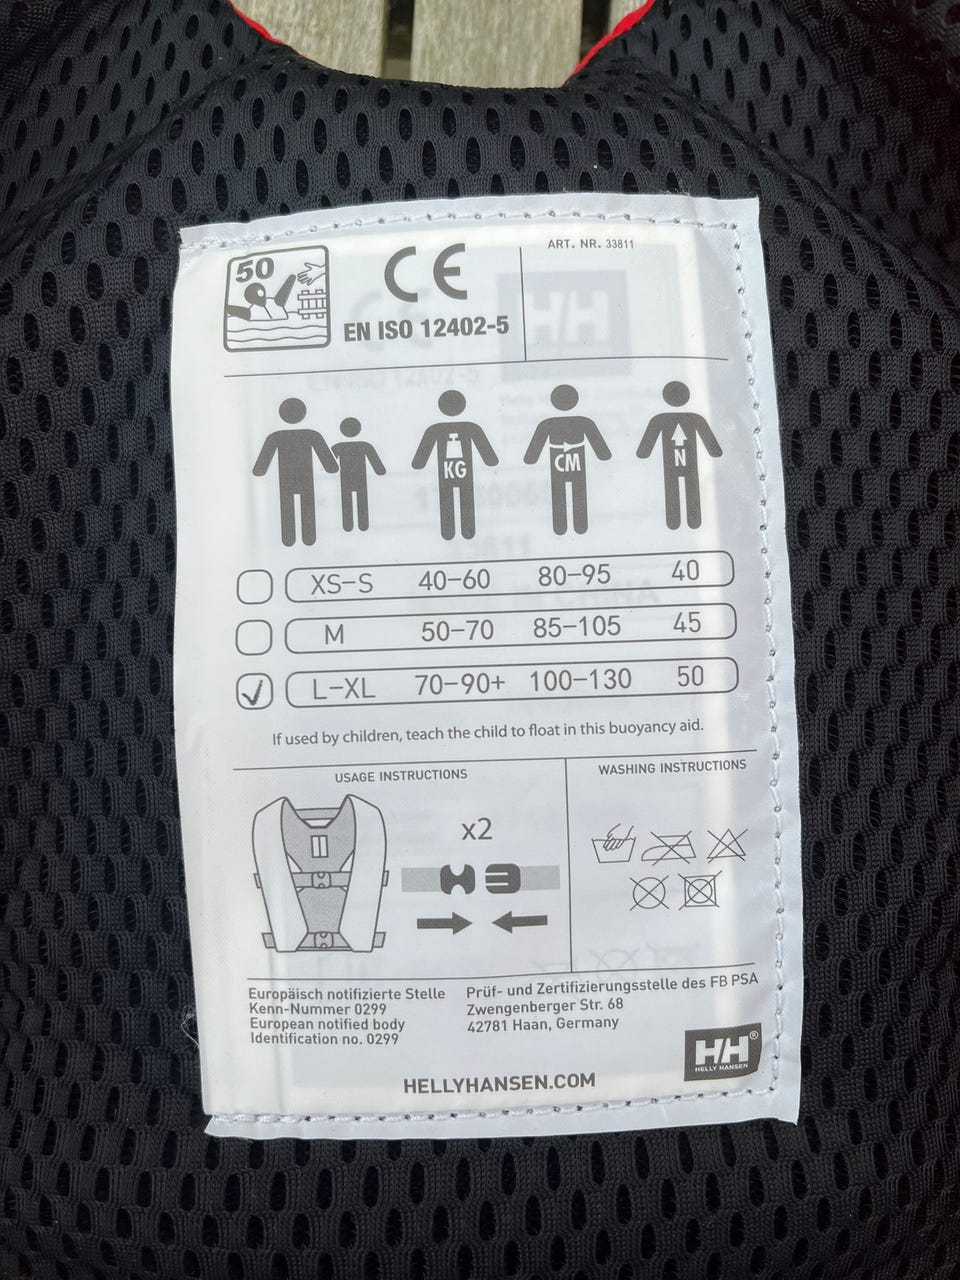 50
CE
EN ISO 12402-5
ART. NR. 33811
KG
CM
N
XS-S 40-60 80-95 40
M 50-70 85-105 45
L-XL 70-90+ 100-130 50
If used by children, teach the child to float in this buoyancy aid.
USAGE INSTRUCTIONS
WASHING INSTRUCTIONS
x2
Europäisch notifizierte Stelle
Kenn-Nummer 0299
European notified body
Identification no. 0299
Prüf- und Zertifizierungsstelle des FB PSA
Zwengenberger Str. 68
42781 Haan, Germany
HH®
HELLY HANSEN
HELLYHANSEN.COM